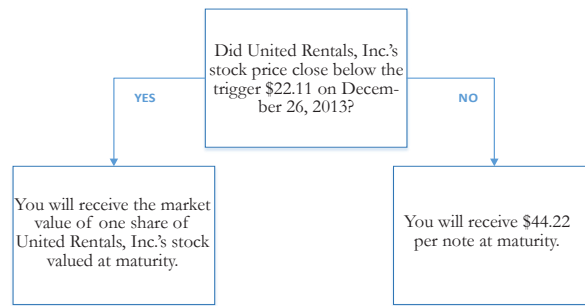 Did United Rentals, Inc.'s
stock price close below the
trigger $22.11 on Decem-
ber 26, 2013?
YES
NO
You will receive the market
value of one share of
United Rentals, Inc.'s stock
valued at maturity.
You will receive $44.22
per note at maturity.